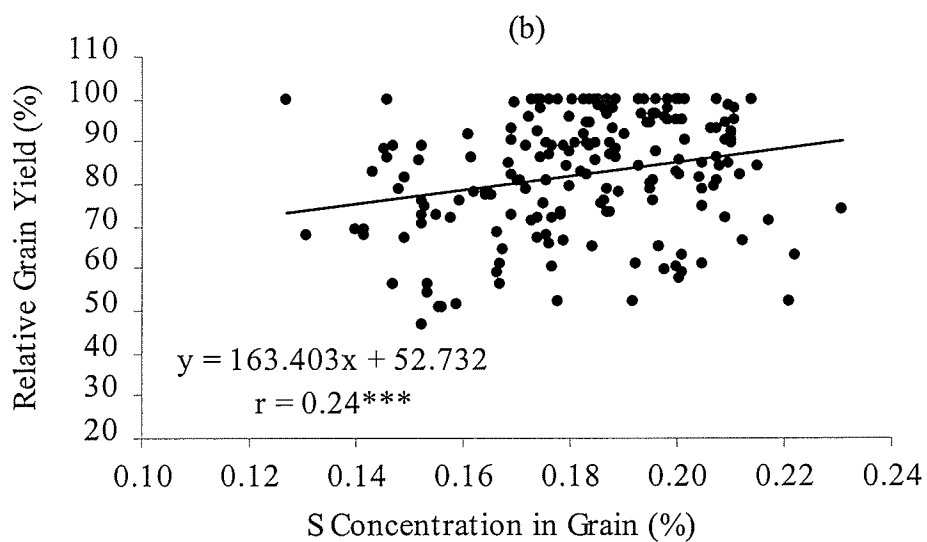 (b)
Relative Grain Yield (%)
110
100
90
80
70
60
50
40
30
20
y = 163.403x + 52.732
r = 0.24***
0.10 0.12 0.14 0.16 0.18 0.20 0.22 0.24
S Concentration in Grain (%)